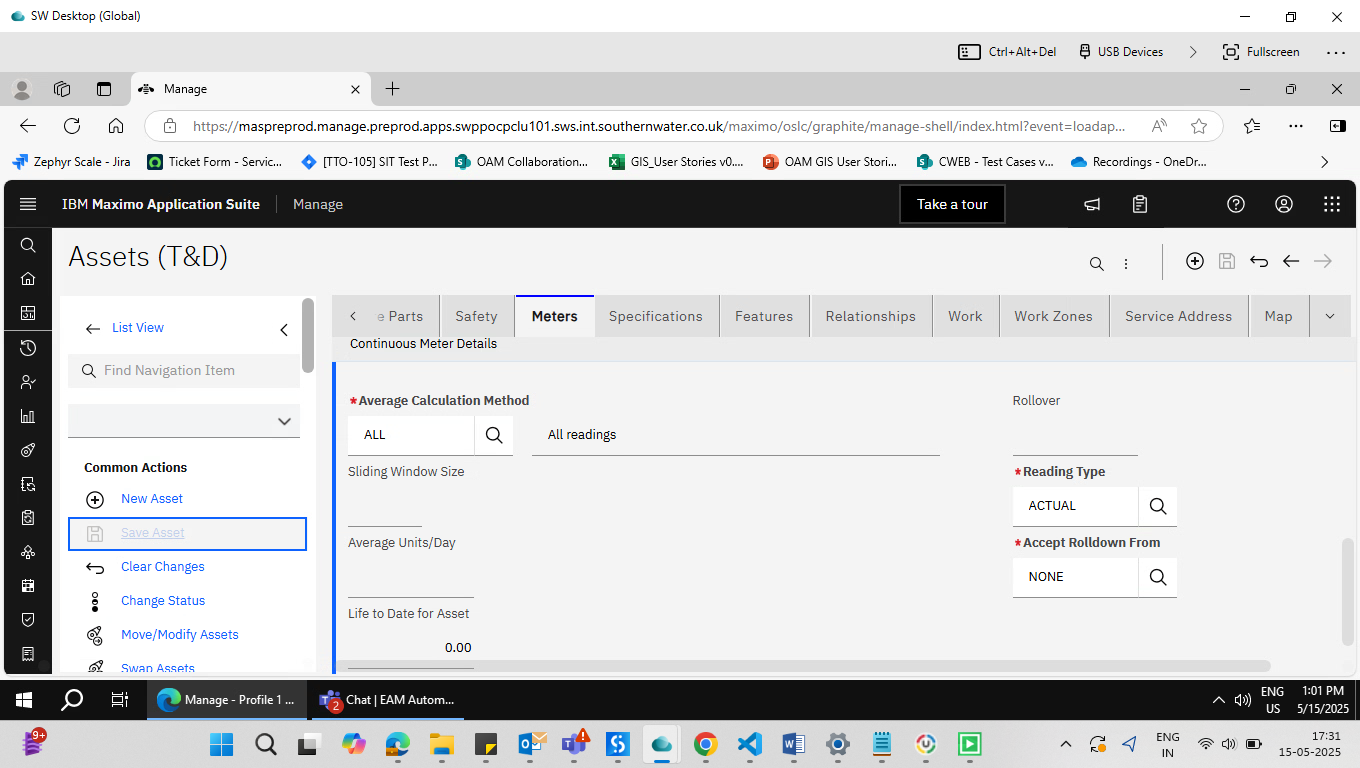 SW Desktop (Global)
Ctrl+Alt+Del
USB Devices
Fullscreen
Manage
https://maspreprod.manage.preprod.apps.swppocpclu101.sws.int.southernwater.co.uk/maximo/oslc/graphite/manage-shell/index.html?event=loadap...
Zephyr Scale - Jira
Ticket Form - Servic...
[TTO-105] SIT Test P...
OAM Collaboration...
GIS_User Stories v0....
OAM GIS User Stori...
CWEB - Test Cases v...
Recordings - OneDr...
IBM Maximo Application Suite
Manage
Take a tour
Assets (T&D)
List View
Find Navigation Item
Common Actions
New Asset
Save Asset
Clear Changes
Change Status
Move/Modify Assets
Swap Assets
e Parts
Safety
Meters
Specifications
Features
Relationships
Work
Work Zones
Service Address
Map
Continuous Meter Details
*Average Calculation Method
ALL
All readings
Sliding Window Size
Average Units/Day
Life to Date for Asset
0.00
Rollover
*Reading Type
ACTUAL
*Accept Rolldown From
NONE
Manage - Profile 1 ...
2
Chat | EAM Autom...
ENG
US
1:01 PM
5/15/2025
9+
ENG
IN
17:31
15-05-2025